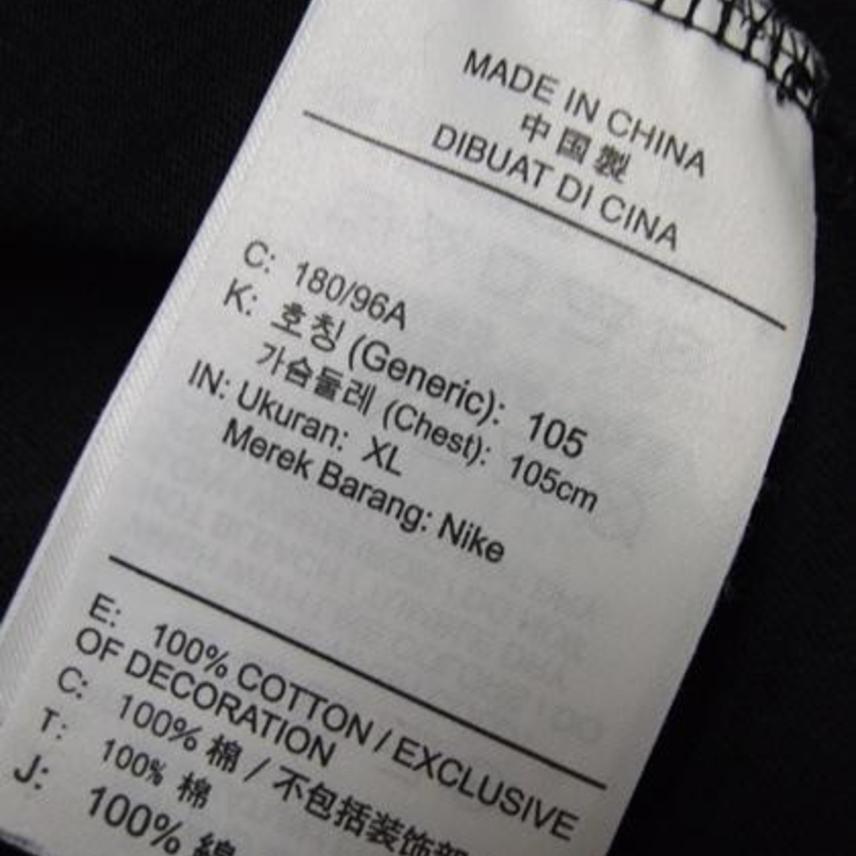 MADE IN CHINA
中国製
DIBUAT DI CINA
C: 180/96A
K: 호칭 (Generic): 105
가슴둘레 (Chest): 105cm
IN: Ukuran: XL
Merek Barang: Nike
E: 100% COTTON / EXCLUSIVE
OF DECORATION
C: 100% 棉 / 不包括装饰部
T: 100% 棉
J: 100% 綿